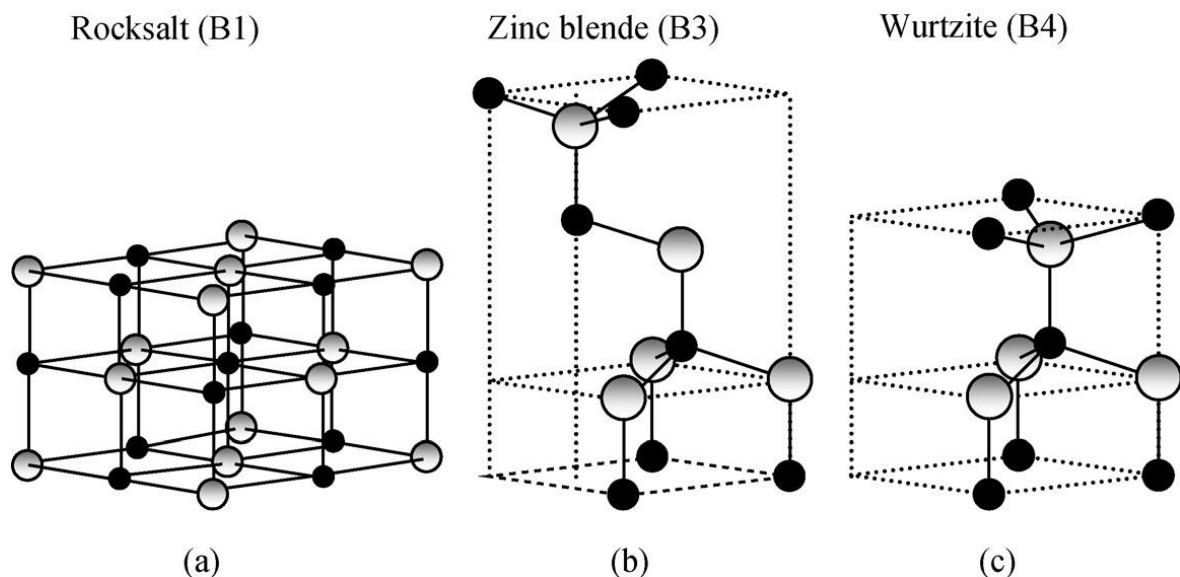 Rocksalt (B1)
Zinc blende (B3)
Wurtzite (B4)
(a)
(b)
(c)